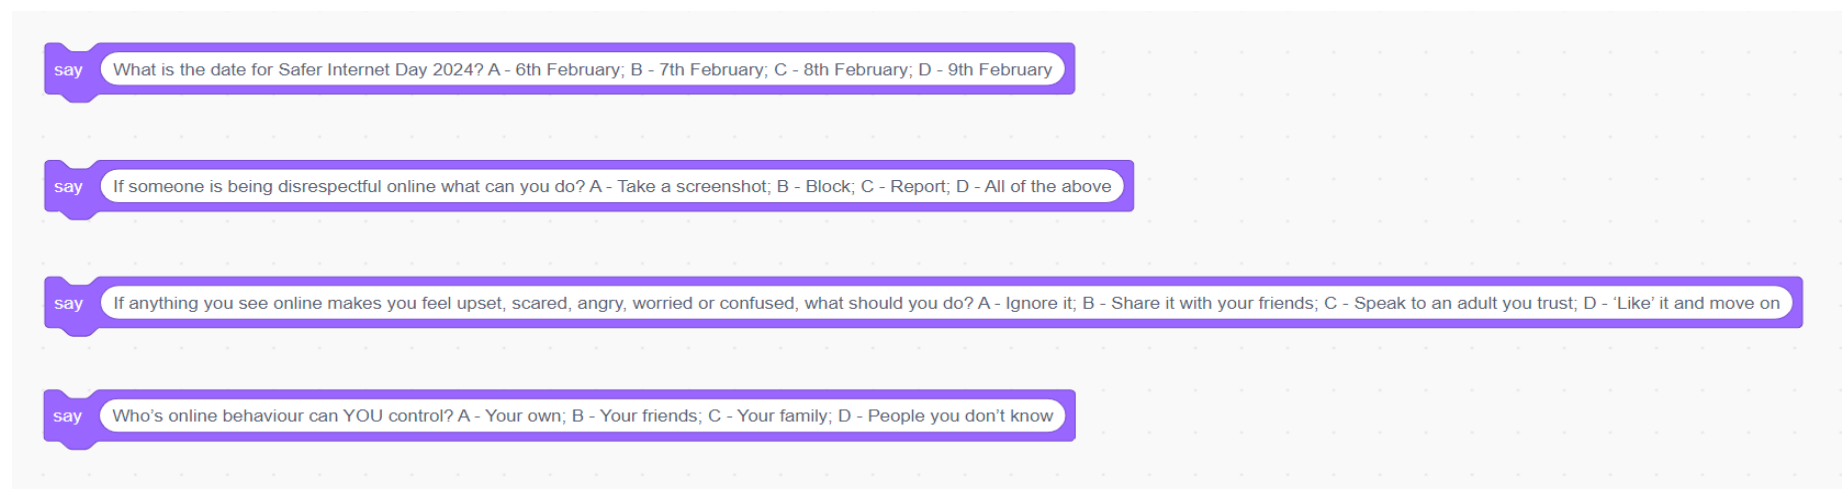 say What is the date for Safer Internet Day 2024? A - 6th February; B - 7th February; C - 8th February; D - 9th February
say If someone is being disrespectful online what can you do? A - Take a screenshot; B - Block; C - Report; D - All of the above
say If anything you see online makes you feel upset, scared, angry, worried or confused, what should you do? A - Ignore it; B - Share it with your friends; C - Speak to an adult you trust; D - ‘Like’ it and move on
say Who’s online behaviour can YOU control? A - Your own; B - Your friends; C - Your family; D - People you don’t know